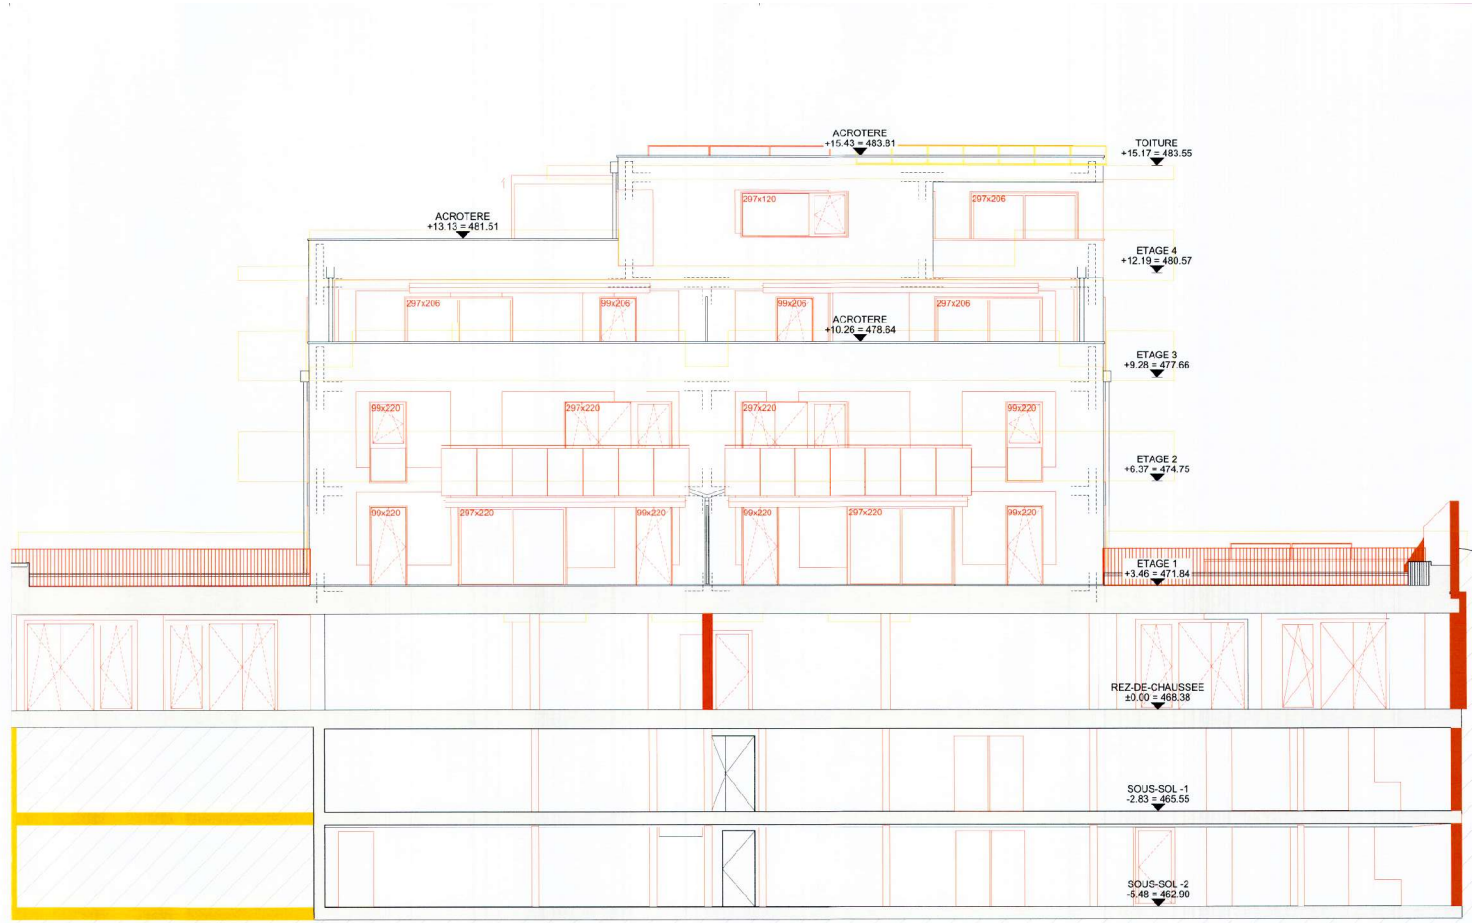 ACROTERE
+15.43 = 483.81
TOITURE
+15.17 = 483.55
297x120
297x206
ACROTERE
+13.13 = 481.51
ETAGE 4
+12.19 = 480.57
297x206
99x206
99x206
297x206
ACROTERE
+10.26 = 478.64
ETAGE 3
+9.28 = 477.66
99x220
297x220
297x220
99x220
ETAGE 2
+6.37 = 474.75
99x220
297x220
99x220
99x220
297x220
99x220
ETAGE 1
+3.46 = 471.84
REZ-DE-CHAUSSEE
±0.00 = 468.38
SOUS-SOL -1
-2.83 = 465.55
SOUS-SOL -2
-5.48 = 462.90